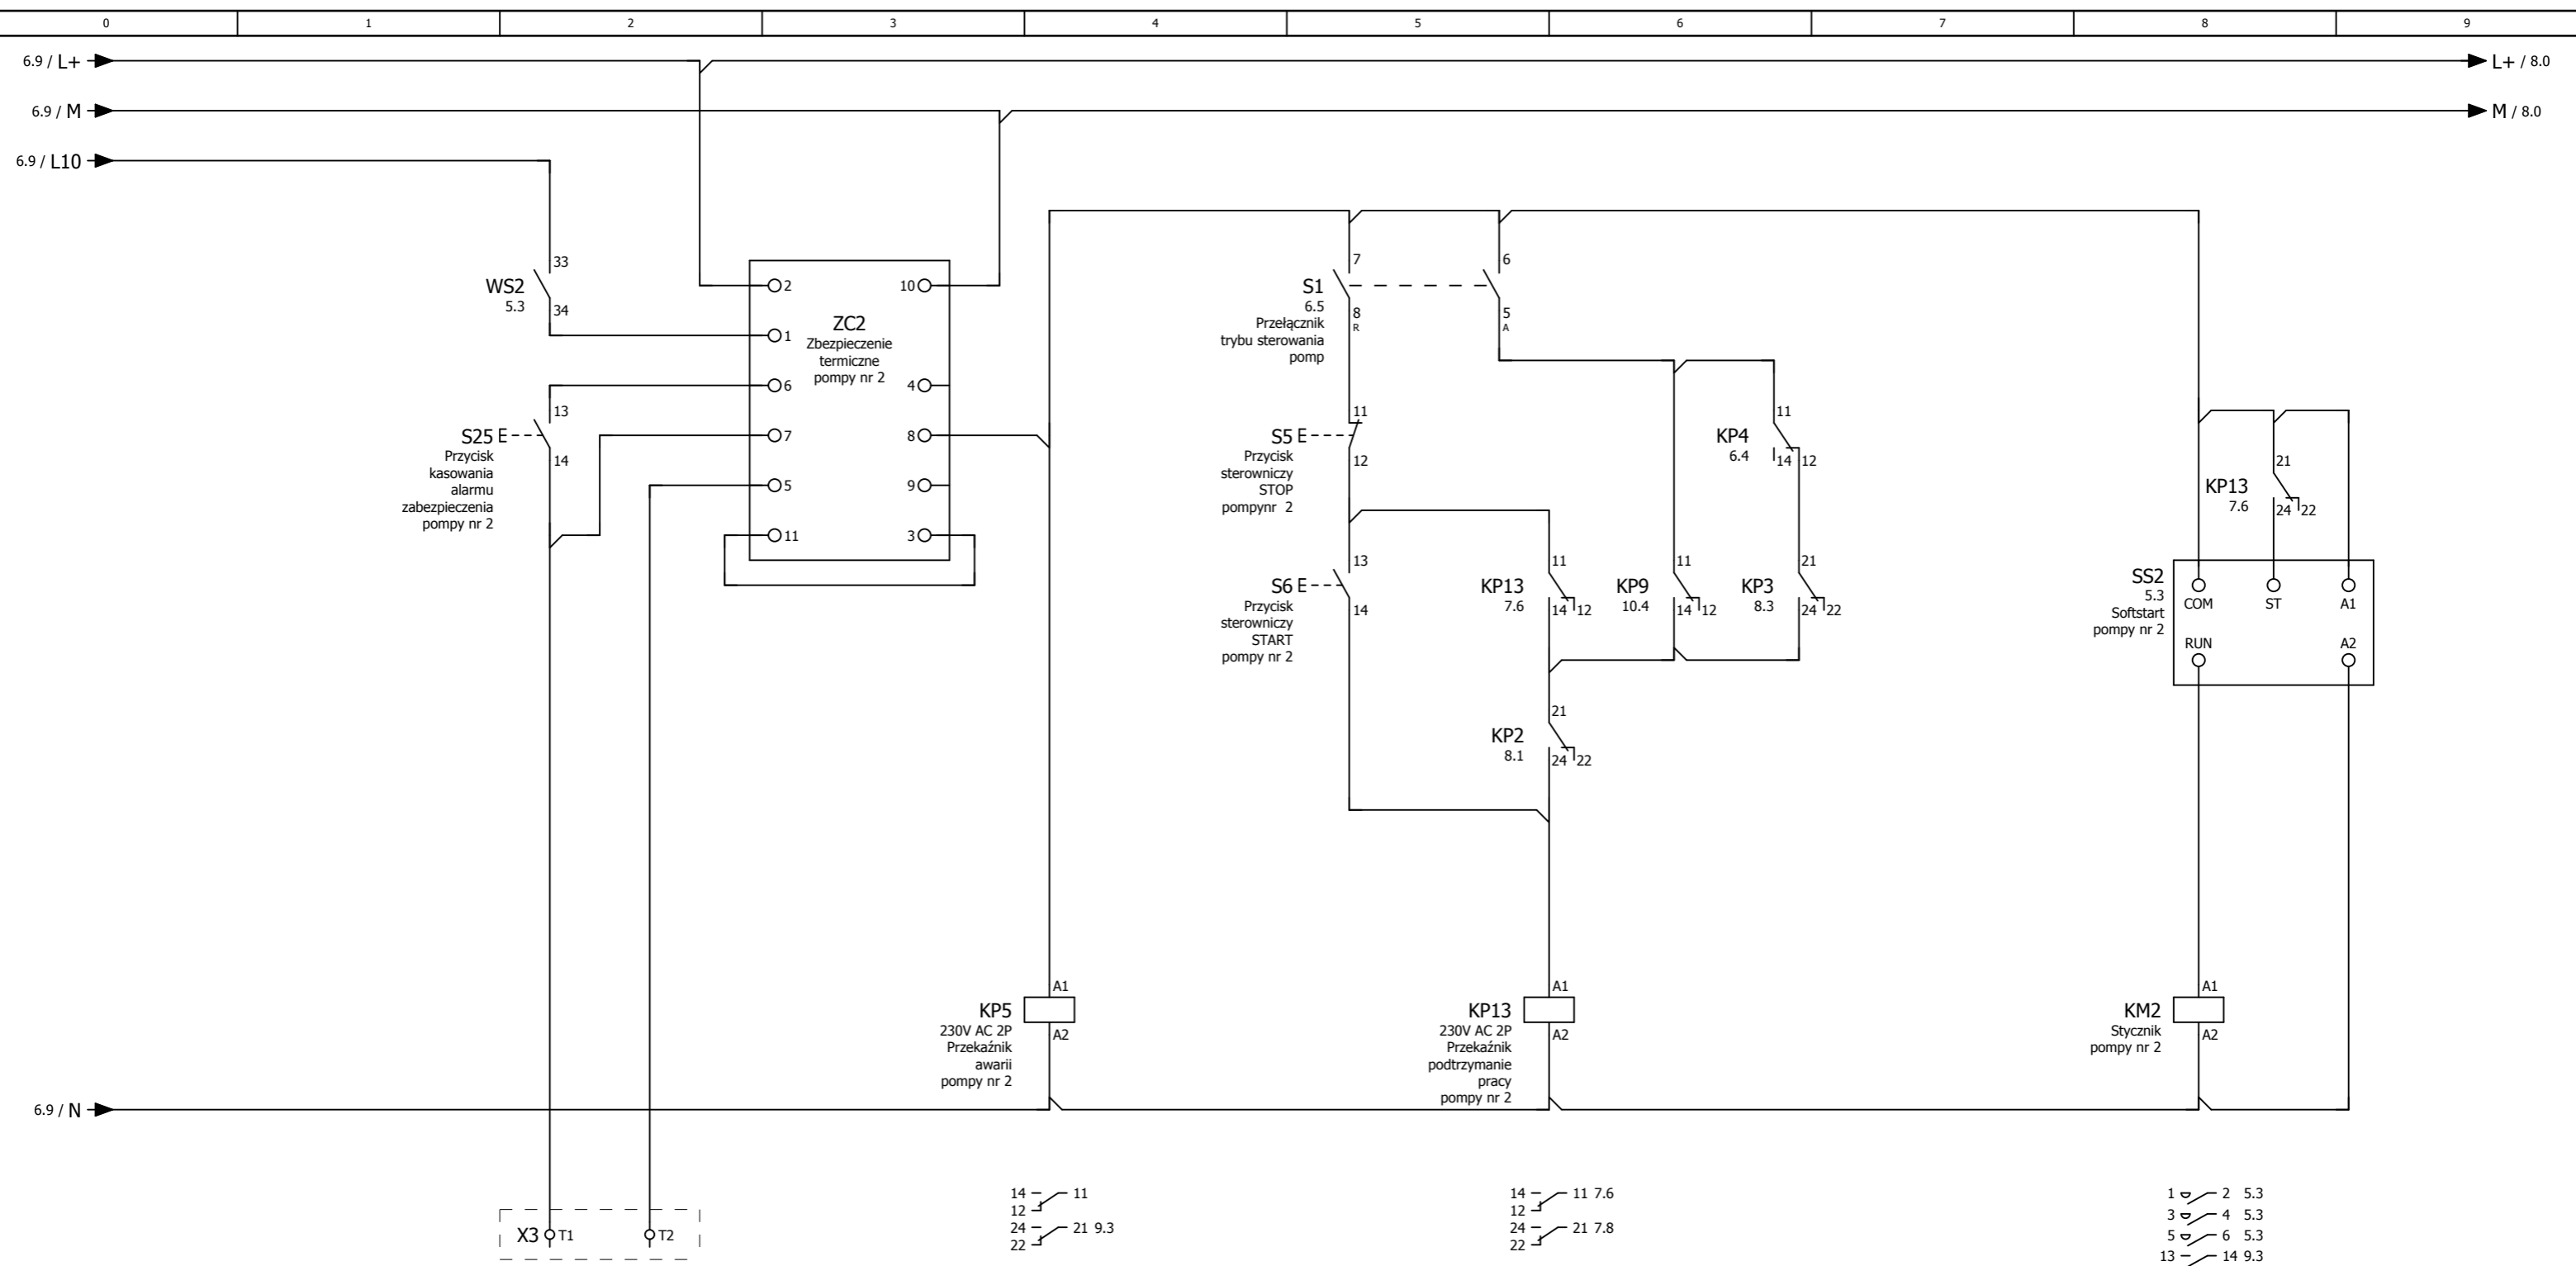 0 1 2 3 4 5 6 7 8 9
6.9 / L+
L+ / 8.0
6.9 / M
M / 8.0
6.9 / L10
33
WS2
5.3
34
2
10
1
ZC2
Zbezpieczenie
termiczne
pompy nr 2
6
4
7
8
5
9
11
3
13
S25 E
14
Przycisk
kasowania
alarmu
zabezpieczenia
pompy nr 2
7
S1
6.5
8
R
Przełącznik
trybu sterowania
pomp
6
5
A
11
S5 E
12
Przycisk
sterowniczy
STOP
pompynr 2
13
S6 E
14
Przycisk
sterowniczy
START
pompy nr 2
11
KP13
7.6
14 12
11
KP9
10.4
14 12
11
KP4
6.4
14 12
21
KP3
8.3
24 22
21
KP2
8.1
24 22
21
KP13
7.6
24 22
SS2
5.3
Softstart
pompy nr 2
COM ST A1
RUN A2
A1
KP5
A2
230V AC 2P
Przekaźnik
awarii
pompy nr 2
A1
KP13
A2
230V AC 2P
Przekaźnik
podtrzymanie
pracy
pompy nr 2
A1
KM2
A2
Stycznik
pompy nr 2
6.9 / N
X3 T1 T2
14 11
12
24 21 9.3
22
14 11 7.6
12
24 21 7.8
22
1 2 5.3
3 4 5.3
5 6 5.3
13 14 9.3